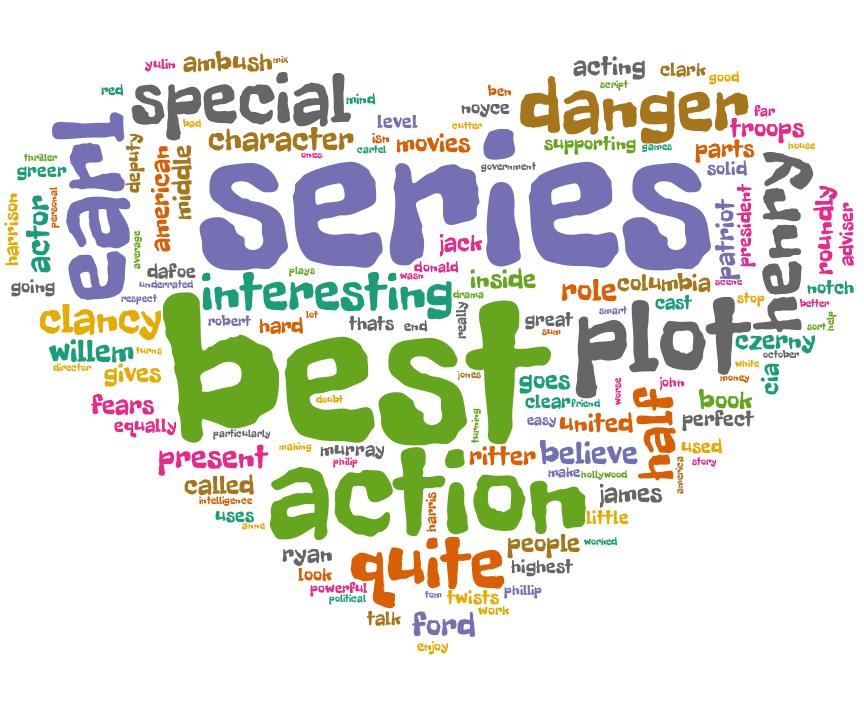 yulin
ambush
mix
red
special
mind
bad
character
ones
level
isn
cartel
movies
ben
noyce
cutter
government
acting
clark
good
script
danger
far
troops
supporting
games
parts
house
solid
thriller
greer
earl
deputy
american
middle
series
henry
harrison
actor
personal
average
patriot
president
roundly
adviser
jack
donald
wasn
going
dafoe
underrated
respect
plays
interesting
drama
inside
role
columbia
scene
notch
better
clancy
robert
hard
lot
thats
end
really
great
sum
smart
cast
stop
sort
help
willem
turns
director
gives
best
plot
czerny
october
white
money
cia
jones
goes
worse
john
fears
equally
doubt
clear
friend
half
book
particularly
turning
easy
united
perfect
present
making
murray
philip
ritter
believe
used
story
america
called
intelligence
action
make
hollywood
james
uses
anne
harris
little
ryan
quite
people
worked
look
highest
powerful
political
tom
twists
phillip
work
talk
ford
enjoy